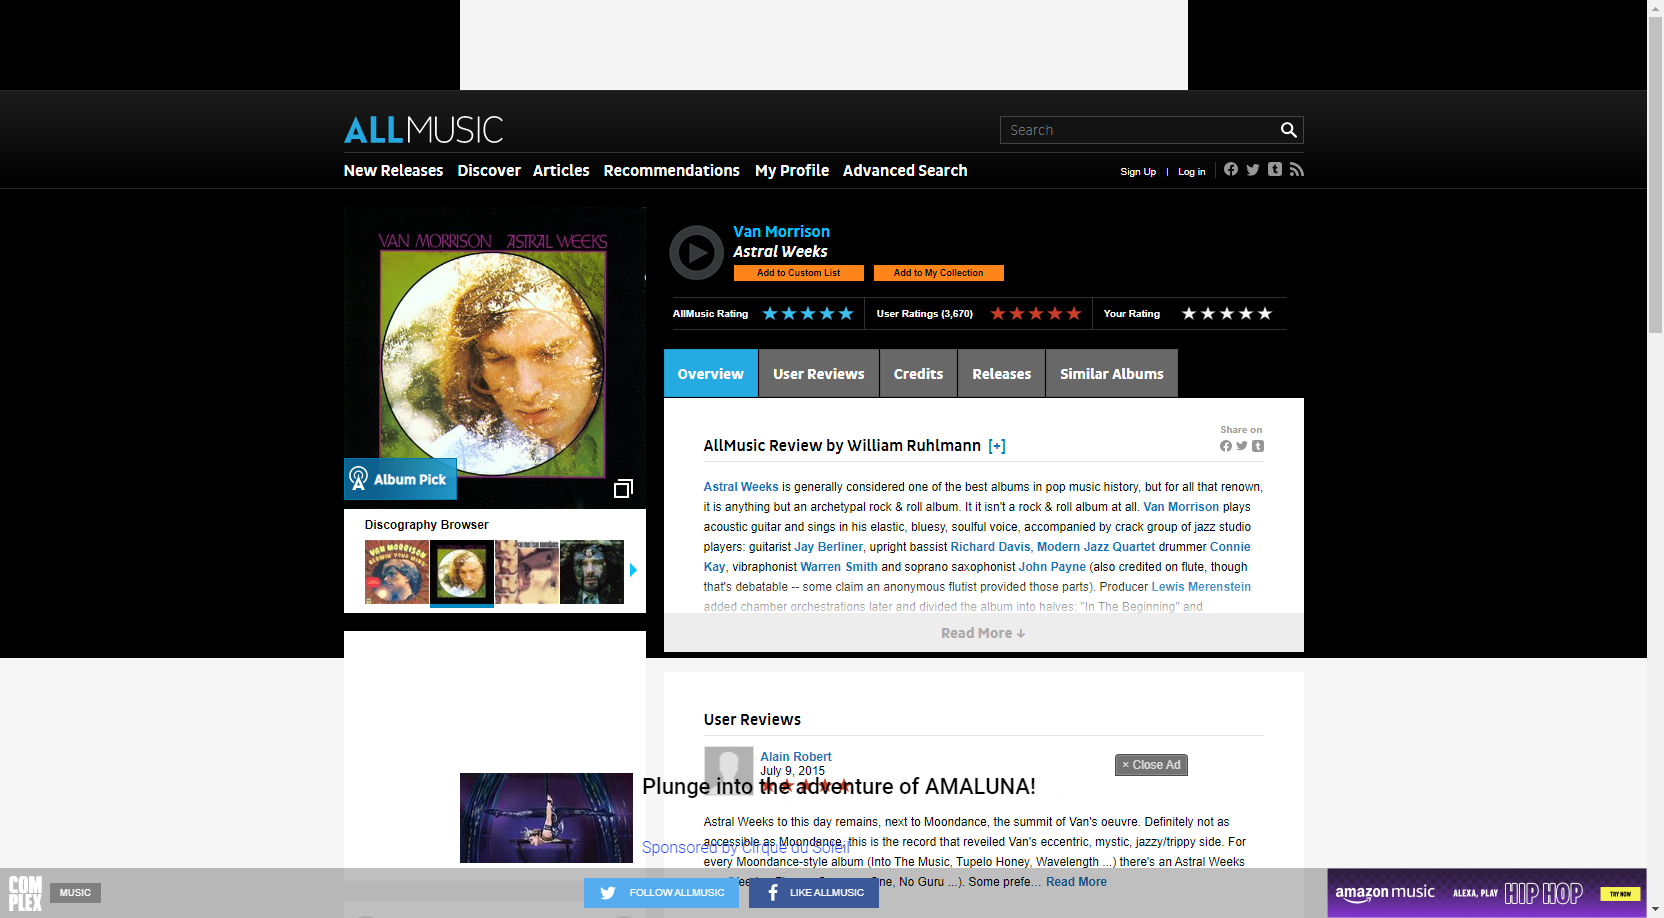 ALLMUSIC
Search
New Releases Discover Articles Recommendations My Profile Advanced Search
Sign Up | Log in
VAN MORRISON ASTRAL WEEKS
Album Pick
Van Morrison
Astral Weeks
Add to Custom List Add to My Collection
AllMusic Rating User Ratings (3,670) Your Rating
Overview User Reviews Credits Releases Similar Albums
Discography Browser
AllMusic Review by William Ruhlmann [+]
Share on
Astral Weeks is generally considered one of the best albums in pop music history, but for all that renown,
it is anything but an archetypal rock & roll album. It it isn't a rock & roll album at all. Van Morrison plays
acoustic guitar and sings in his elastic, bluesy, soulful voice, accompanied by crack group of jazz studio
players: guitarist Jay Berliner, upright bassist Richard Davis, Modern Jazz Quartet drummer Connie
Kay, vibraphonist Warren Smith and soprano saxophonist John Payne (also credited on flute, though
that's debatable -- some claim an anonymous flutist provided those parts). Producer Lewis Merenstein
added chamber orchestrations later and divided the album into halves: "In The Beginning" and
Read More ↓
User Reviews
Alain Robert
July 9, 2015
× Close Ad
Plunge into the adventure of AMALUNA!
Astral Weeks to this day remains, next to Moondance, the summit of Van's oeuvre. Definitely not as
accessible as Moondance, this is the record that reveiled Van's eccentric, mystic, jazzy/trippy side. For
Sponsored by Cirque du Soleil
every Moondance-style album (Into The Music, Tupelo Honey, Wavelength ...) there's an Astral Weeks
No Guru ...). Some prefe... Read More
COMPLEX
MUSIC
FOLLOW ALLMUSIC LIKE ALLMUSIC
amazon music ALEXA, PLAY HIP HOP TRY NOW